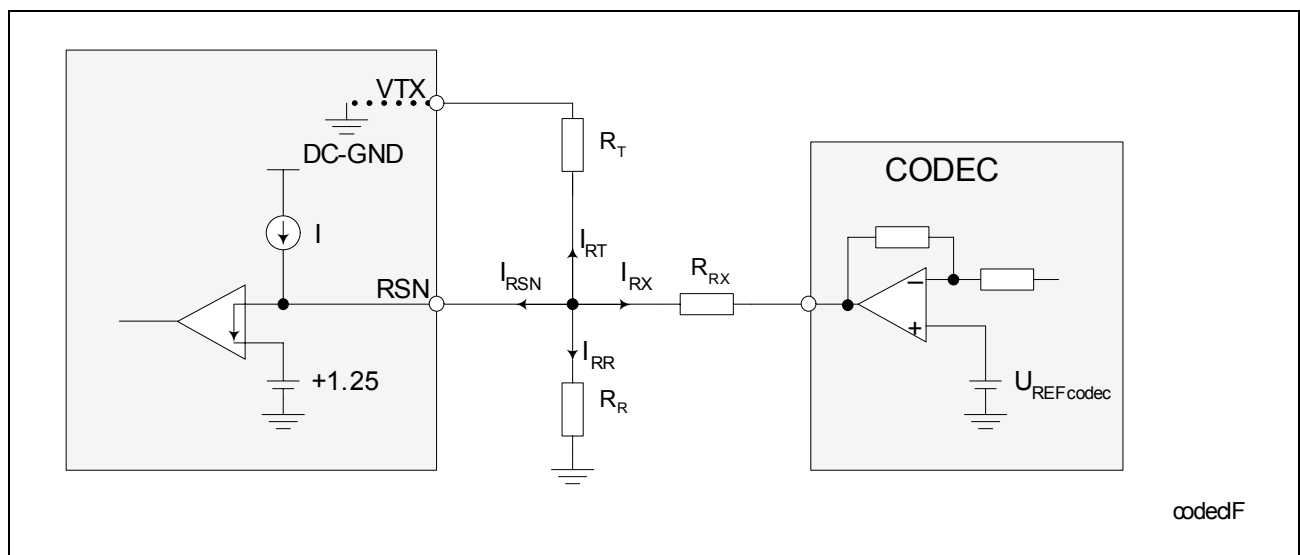 VTX
DC-GND
R_T
CODEC
I
I_RT
RSN
I_RSN
I_RX
R_RX
−
+
+1.25
I_RR
R_R
U_REFcodec
codecIF